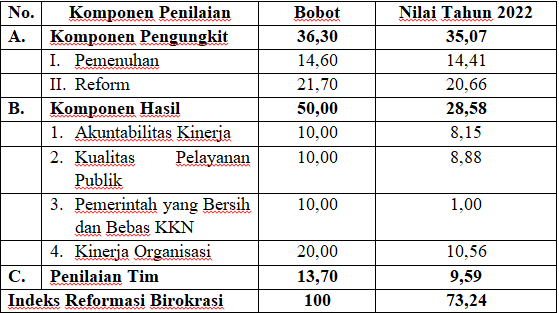 No. Komponen Penilaian Bobot Nilai Tahun 2022
A. Komponen Pengungkit 36,30 35,07
I. Pemenuhan 14,60 14,41
II. Reform 21,70 20,66
B. Komponen Hasil 50,00 28,58
1. Akuntabilitas Kinerja 10,00 8,15
2. Kualitas Pelayanan 10,00 8,88
Publik
3. Pemerintah yang Bersih 10,00 1,00
dan Bebas KKN
4. Kinerja Organisasi 20,00 10,56
C. Penilaian Tim 13,70 9,59
Indeks Reformasi Birokrasi 100 73,24